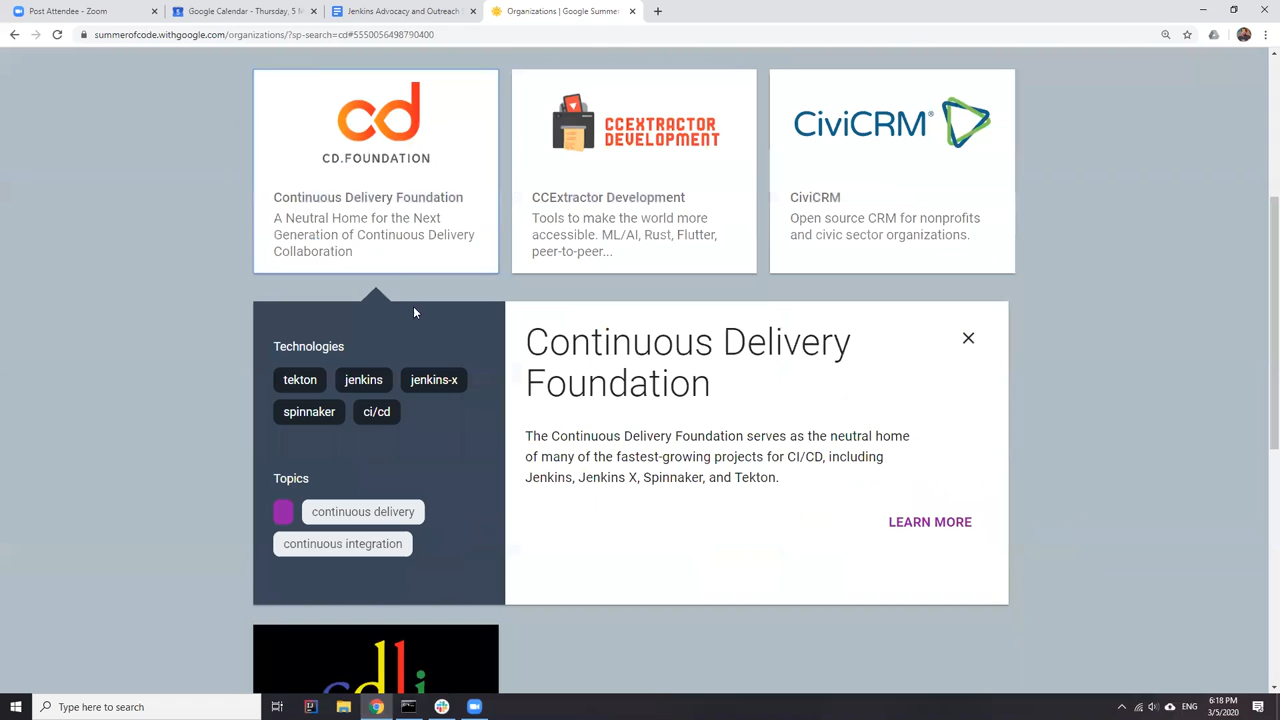 Post Attendee - Zoom
Google Calendar - Thursday, 5 M
Jenkins Advocacy and Outreach S
Organizations | Google Summer
summerofcode.withgoogle.com/organizations/?sp-search=cd#5550056498790400
cd
CD.FOUNDATION
Continuous Delivery Foundation
A Neutral Home for the Next
Generation of Continuous Delivery
Collaboration
CCEXTRACTOR
DEVELOPMENT
CCExtractor Development
Tools to make the world more
accessible. ML/AI, Rust, Flutter,
peer-to-peer...
CiviCRM®
CiviCRM
Open source CRM for nonprofits
and civic sector organizations.
Technologies
tekton jenkins jenkins-x
spinnaker ci/cd
Topics
continuous delivery
continuous integration
Continuous Delivery
Foundation
The Continuous Delivery Foundation serves as the neutral home
of many of the fastest-growing projects for CI/CD, including
Jenkins, Jenkins X, Spinnaker, and Tekton.
LEARN MORE
cdli
Type here to search
ENG
6:18 PM
3/5/2020